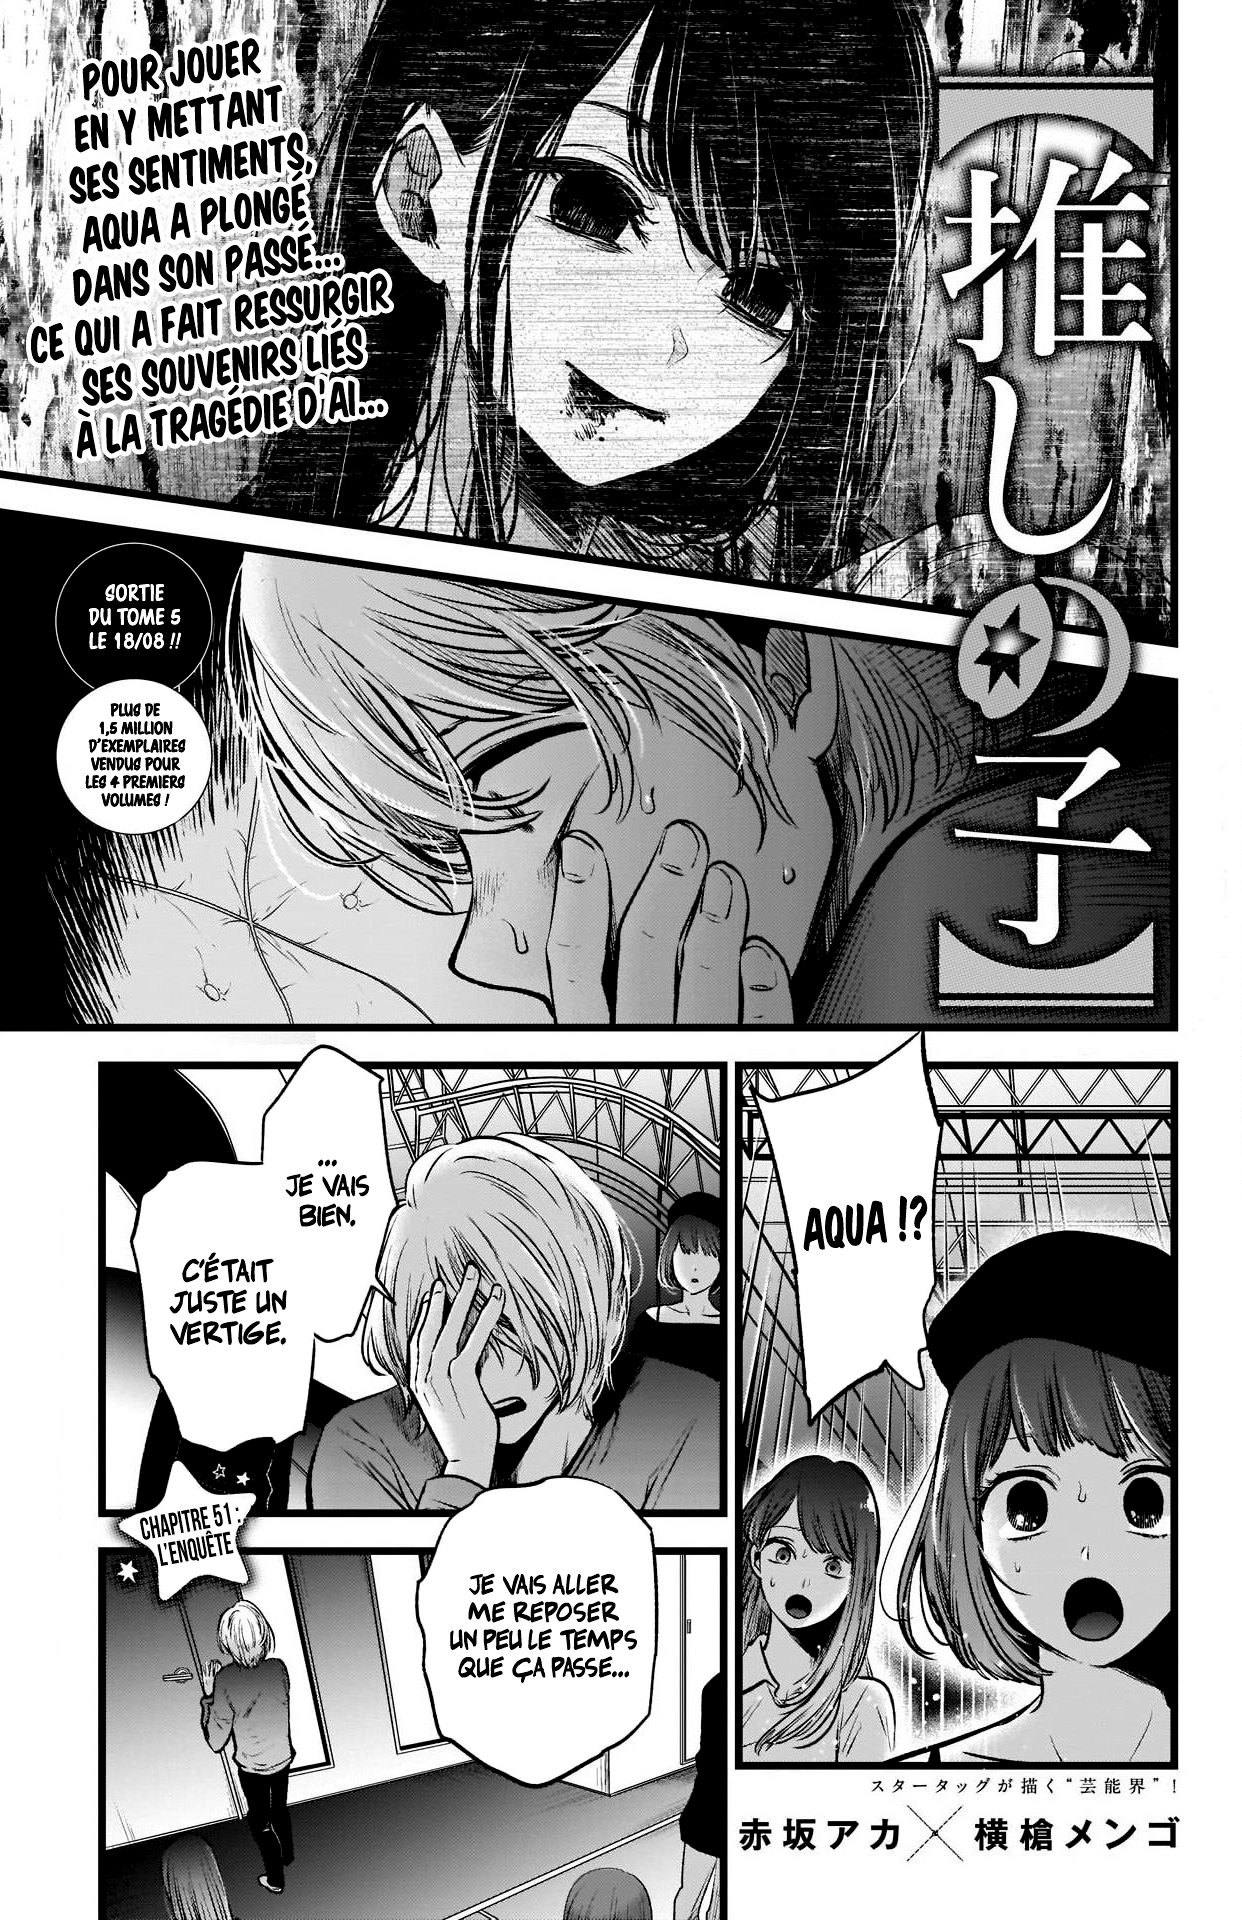 【推しの子】
POUR JOUER
EN Y METTANT
SES SENTIMENTS,
AQUA A PLONGÉ
DANS SON PASSÉ...
CE QUI A FAIT RESSURGIR
SES SOUVENIRS LIÉS
À LA TRAGÉDIE D'AI...
SORTIE
DU TOME 5
LE 18/08 !!
PLUS DE
1,5 MILLION
D'EXEMPLAIRES
VENDUS POUR
LES 4 PREMIERS
VOLUMES !
AQUA !?
...
JE VAIS
BIEN.
C'ÉTAIT
JUSTE UN
VERTIGE.
CHAPITRE 51 :
L'ENQUÊTE
JE VAIS ALLER
ME REPOSER
UN PEU LE TEMPS
QUE ÇA PASSE...
スタータッグが描く“芸能界”！
赤坂アカ×横槍メンゴ